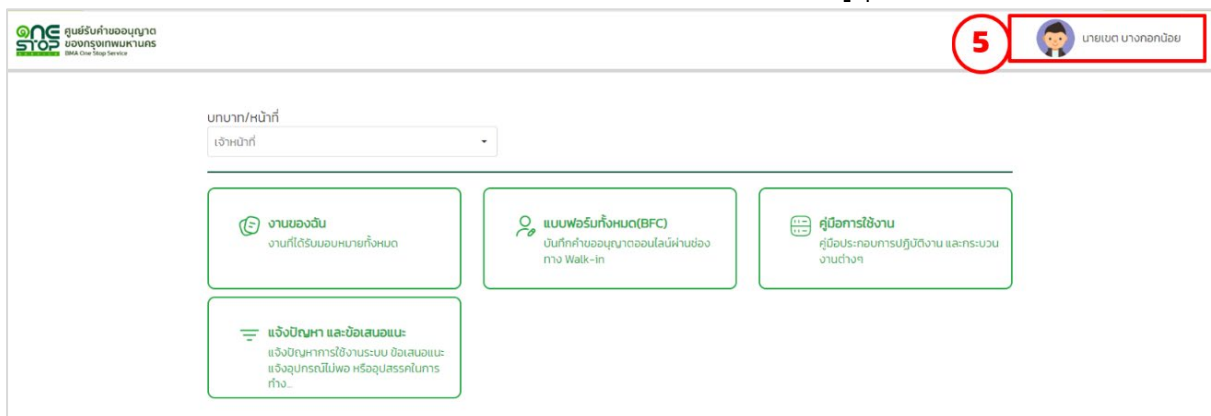 ONE STOP SERVICE
ศูนย์รับคำขออนุญาต
ของกรุงเทพมหานคร
BMA One Stop Service
5
นายเขต บางกอกน้อย
บทบาท/หน้าที่
เจ้าหน้าที่
งานของฉัน
งานที่ได้รับมอบหมายทั้งหมด
แบบฟอร์มทั้งหมด(BFC)
บันทึกคำขออนุญาตออนไลน์ผ่านช่อง
ทาง Walk-in
คู่มือการใช้งาน
คู่มือประกอบการปฏิบัติงาน และกระบวน
งานต่างๆ
แจ้งปัญหา และข้อเสนอแนะ
แจ้งปัญหาการใช้งานระบบ ข้อเสนอแนะ
แจ้งอุปกรณ์ไม่พอ หรืออุปสรรคในการ
ทำง...